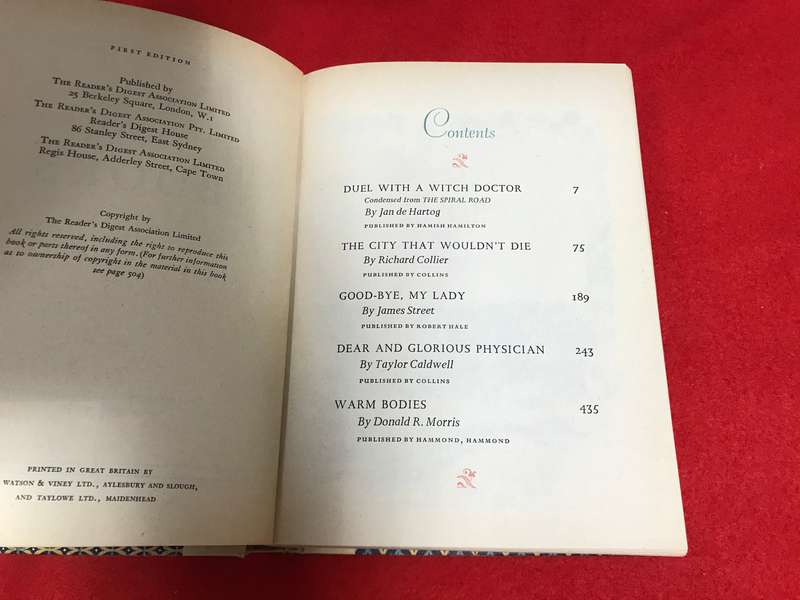 FIRST EDITION
Published by
THE READER'S DIGEST ASSOCIATION LIMITED
25 Berkeley Square, London, W.1
THE READER'S DIGEST ASSOCIATION PTY. LIMITED
Reader's Digest House
86 Stanley Street, East Sydney
THE READER'S DIGEST ASSOCIATION LIMITED
Regis House, Adderley Street, Cape Town
Copyright by
The Reader's Digest Association Limited
All rights reserved, including the right to reproduce this
book or parts thereof in any form. (For further information
as to ownership of copyright in the material in this book
see page 504)
PRINTED IN GREAT BRITAIN BY
WATSON & VINEY LTD., AYLESBURY AND SLOUGH,
AND TAYLOWE LTD., MAIDENHEAD
Contents
DUEL WITH A WITCH DOCTOR 7
Condensed from THE SPIRAL ROAD
By Jan de Hartog
PUBLISHED BY HAMISH HAMILTON
THE CITY THAT WOULDN'T DIE 75
By Richard Collier
PUBLISHED BY COLLINS
GOOD-BYE, MY LADY 189
By James Street
PUBLISHED BY ROBERT HALE
DEAR AND GLORIOUS PHYSICIAN 243
By Taylor Caldwell
PUBLISHED BY COLLINS
WARM BODIES 435
By Donald R. Morris
PUBLISHED BY HAMMOND, HAMMOND